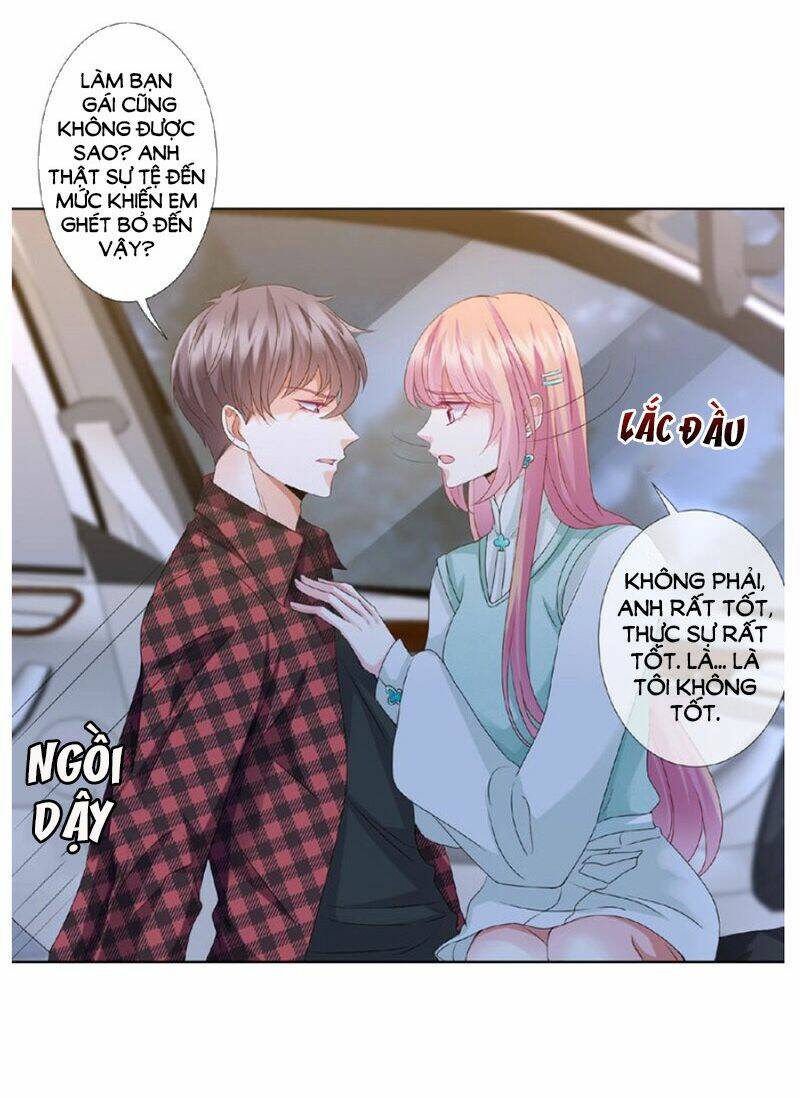 LÀM BẠN
GÁI CŨNG
KHÔNG ĐƯỢC
SAO? ANH
THẬT SỰ TỆ ĐẾN
MỨC KHIẾN EM
GHÉT BỎ ĐẾN
VẬY?
LẮC ĐẦU
KHÔNG PHẢI,
ANH RẤT TỐT,
THỰC SỰ RẤT
TỐT. LÀ... LÀ
TÔI KHÔNG
TỐT.
NGỒI
DẬY